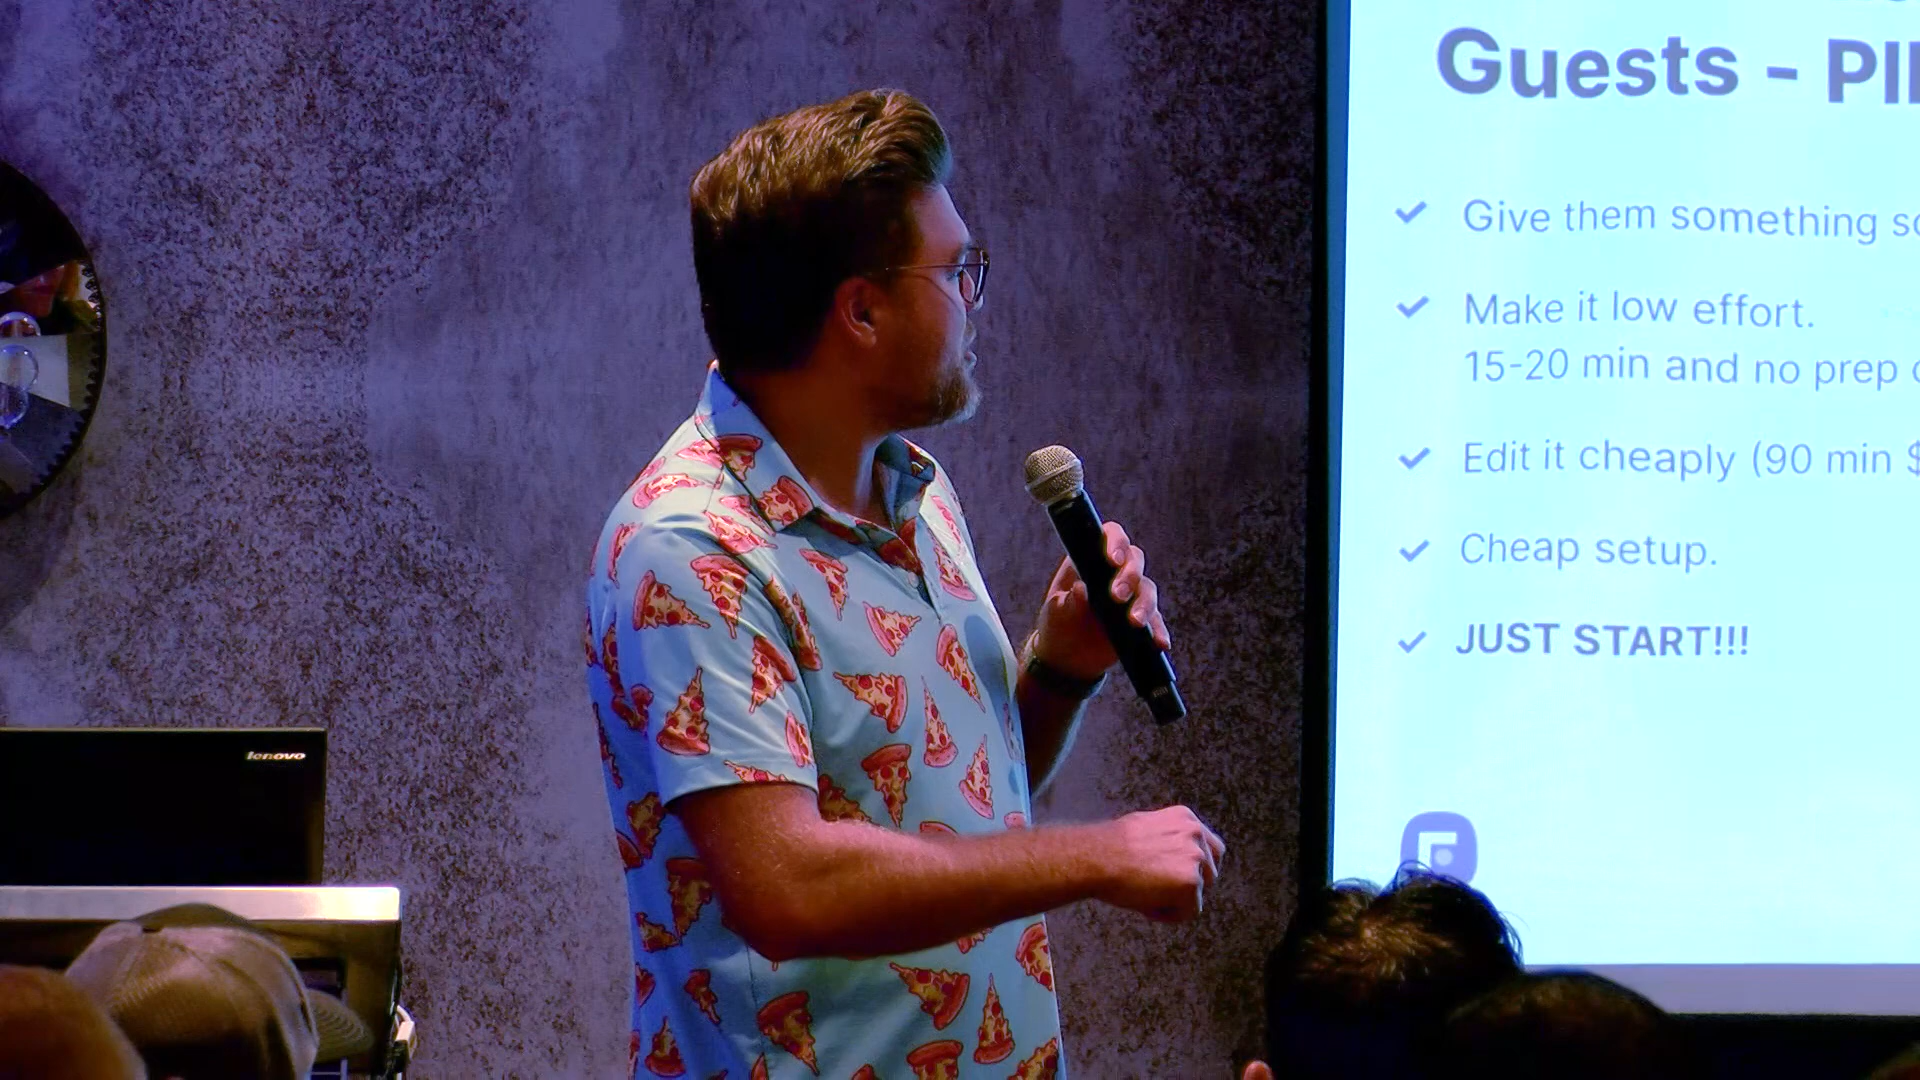 Guests - PI
Give them something
Make it low effort.
15-20 min and no prep
Edit it cheaply (90 min $
Cheap setup.
JUST START!!!
lenovo